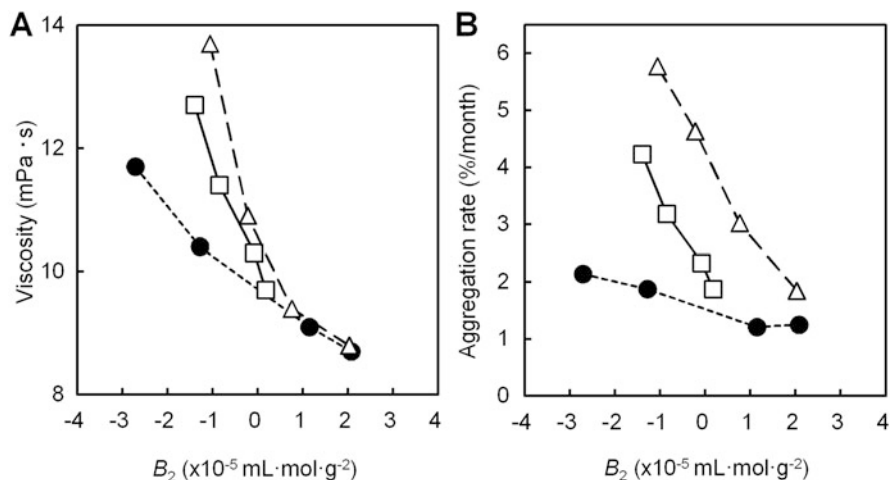 A
14
12
10
8
Viscosity (mPa・s)
-4 -3 -2 -1 0 1 2 3 4
B₂ (x10⁻⁵ mL·mol·g⁻²)
B
6
5
4
3
2
1
0
Aggregation rate (%/month)
-4 -3 -2 -1 0 1 2 3 4
B₂ (x10⁻⁵ mL·mol·g⁻²)